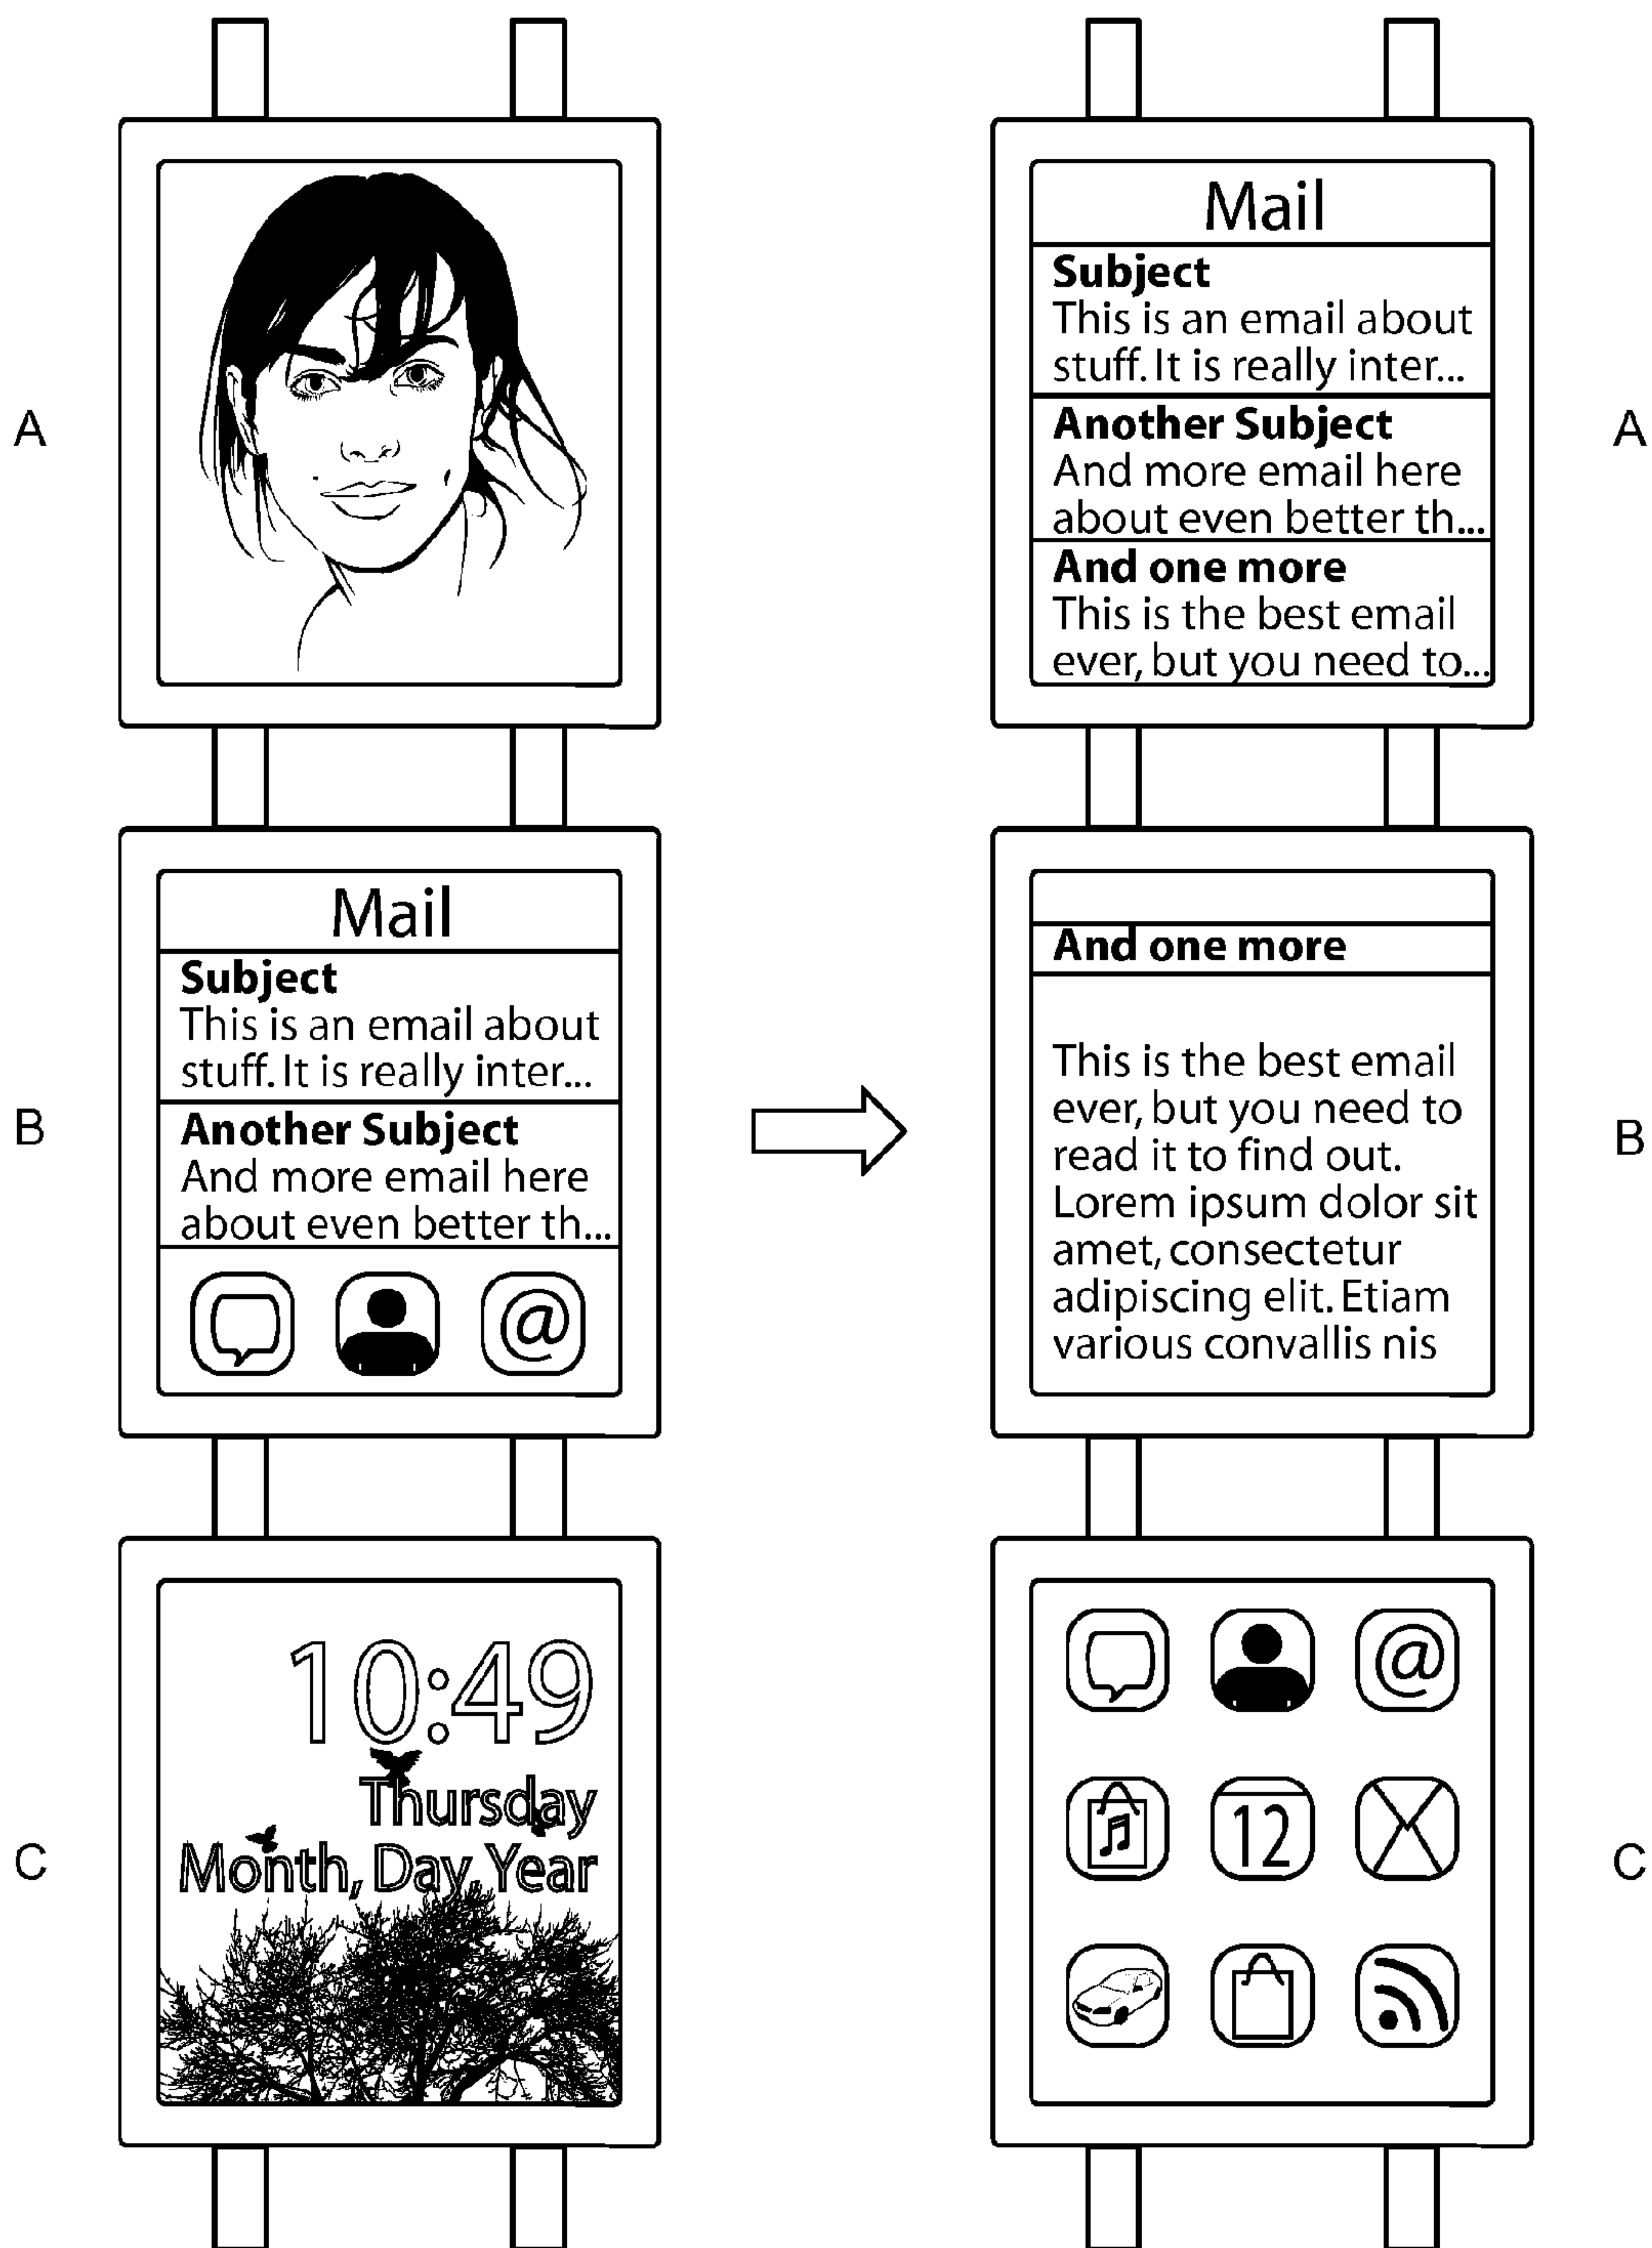 A
Mail
Subject
This is an email about
stuff. It is really inter...
Another Subject
And more email here
about even better th...
B
@
10:49
Thursday
Month, Day, Year
C
Mail
Subject
This is an email about
stuff. It is really inter...
Another Subject
And more email here
about even better th...
And one more
This is the best email
ever, but you need to...
A
And one more
This is the best email
ever, but you need to
read it to find out.
Lorem ipsum dolor sit
amet, consectetur
adipiscing elit. Etiam
various convallis nis
B
@
12
C